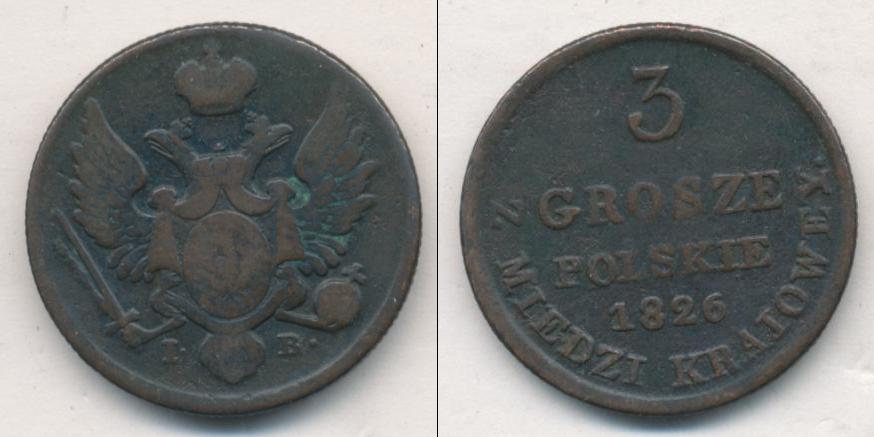 I. B.
3
GROSZE
POLSKIE
1826
Z MIEDZI KRAIOWEY.